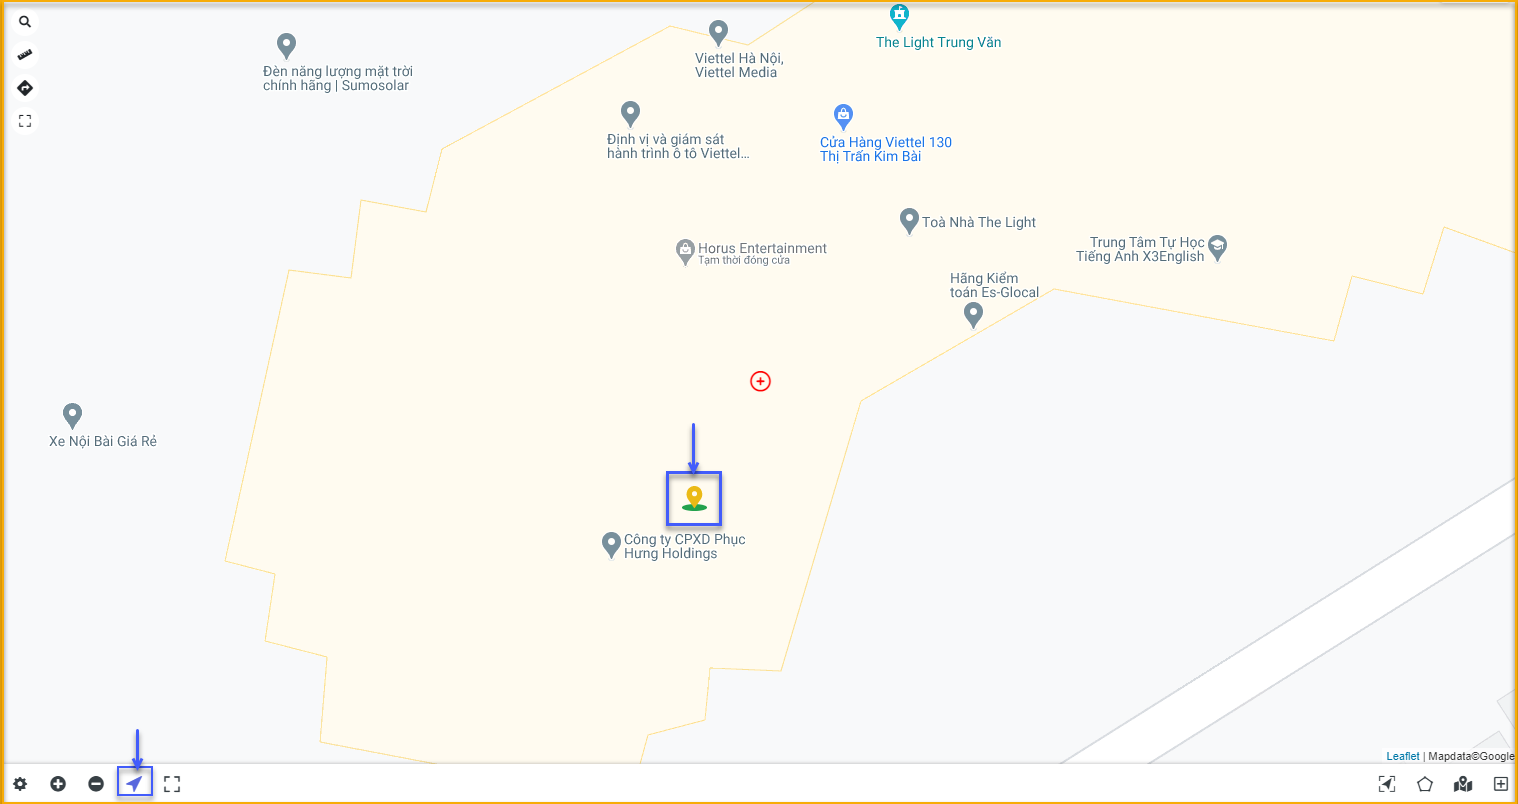 The Light Trung Văn
Viettel Hà Nội,
Viettel Media
Đèn năng lượng mặt trời
chính hãng | Sumosolar
Định vị và giám sát
hành trình ô tô Viettel...
Cửa Hàng Viettel 130
Thị Trấn Kim Bài
Toà Nhà The Light
Trung Tâm Tự Học
Tiếng Anh X3English
Horus Entertainment
Tạm thời đóng cửa
Hãng Kiểm
toán Es-Glocal
Xe Nội Bài Giá Rẻ
Công ty CPXD Phục
Hưng Holdings
Leaflet | Mapdata©Google